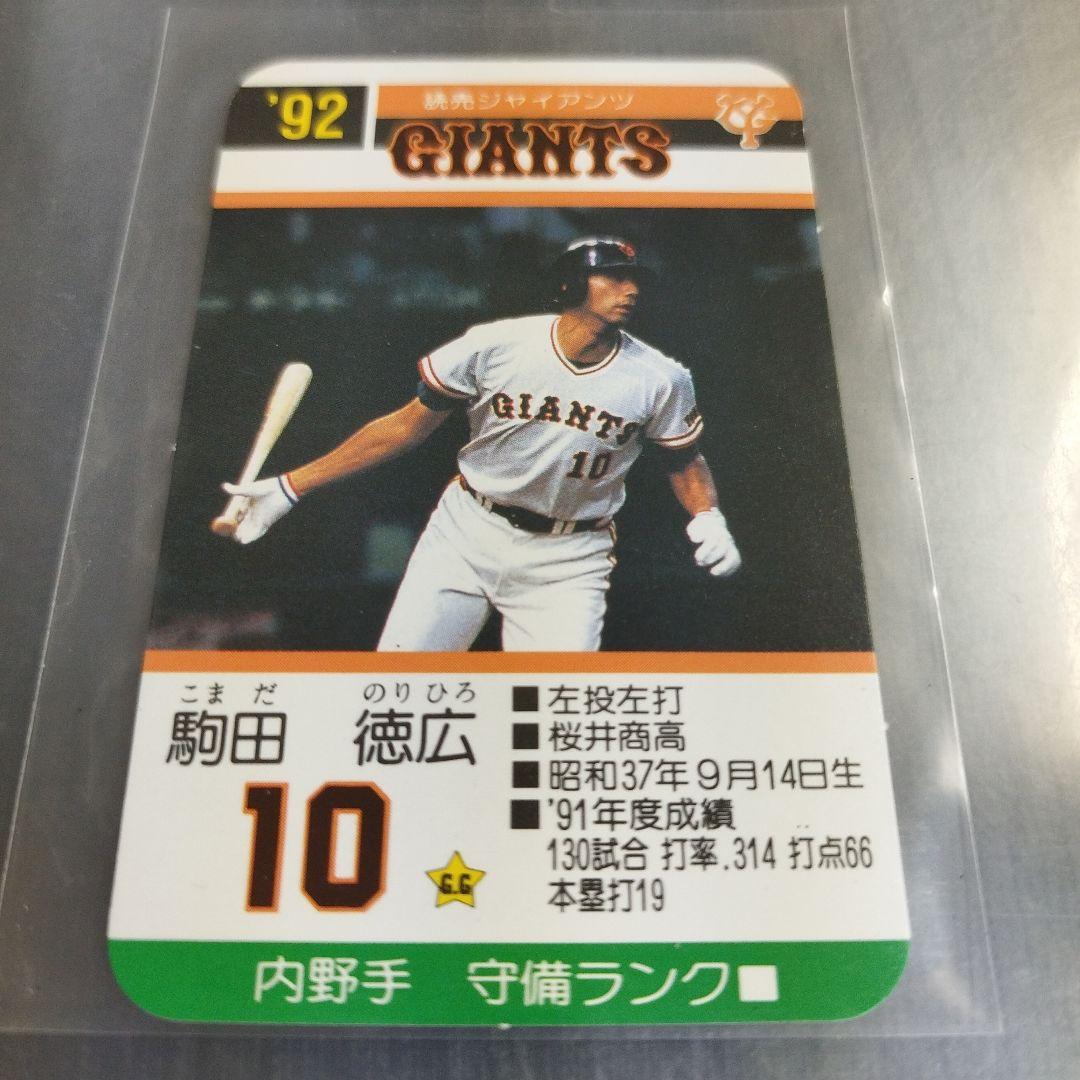 '92
読売ジャイアンツ
GIANTS
YG
GIANTS
10
こまだ のりひろ
駒田 徳広
10
G.G
■左投左打
■桜井商高
■昭和37年9月14日生
■'91年度成績
130試合 打率.314 打点66
本塁打19
内野手 守備ランク■